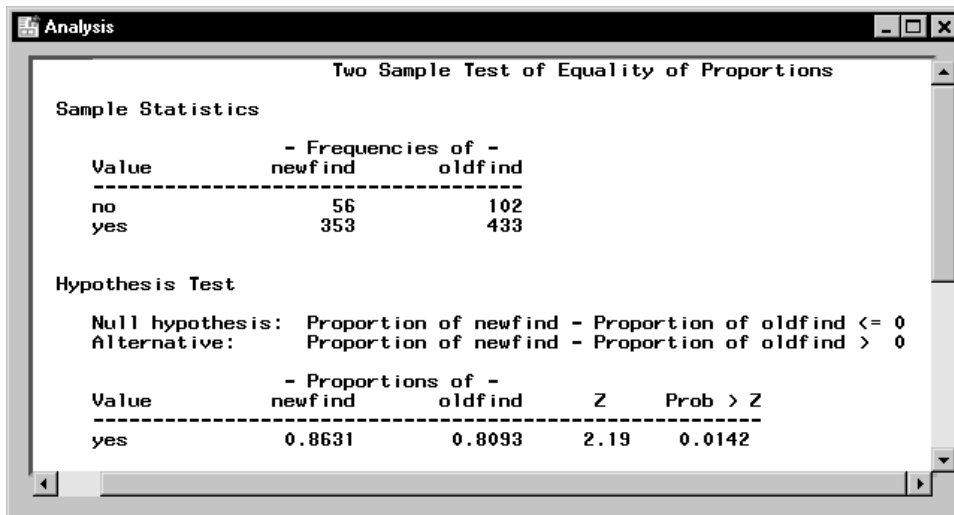 Analysis
Two Sample Test of Equality of Proportions
Sample Statistics
- Frequencies of -
Value newfind oldfind
------------------------------------
no 56 102
yes 353 433
Hypothesis Test
Null hypothesis: Proportion of newfind - Proportion of oldfind <= 0
Alternative: Proportion of newfind - Proportion of oldfind > 0
- Proportions of -
Value newfind oldfind Z Prob > Z
--------------------------------------------------------
yes 0.8631 0.8093 2.19 0.0142